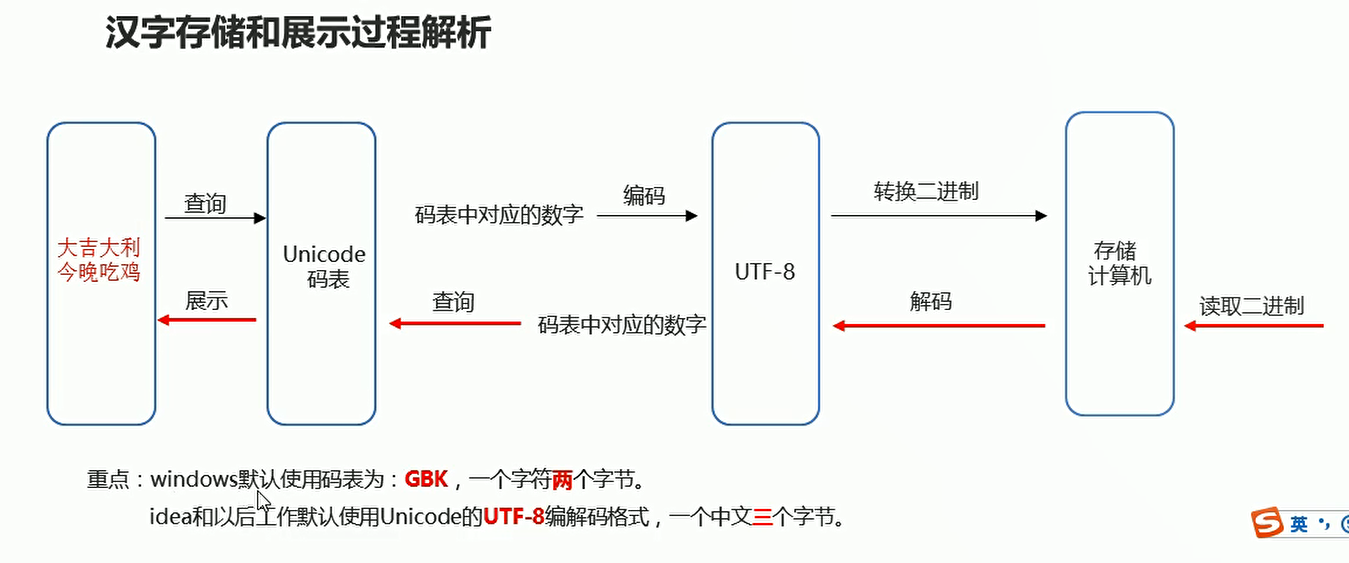 汉字存储和展示过程解析
大吉大利
今晚吃鸡
查询
展示
Unicode
码表
码表中对应的数字
编码
查询
码表中对应的数字
UTF-8
转换二进制
解码
存储
计算机
读取二进制
重点：windows默认使用码表为：GBK，一个字符两个字节。
idea和以后工作默认使用Unicode的UTF-8编解码格式，一个中文三个字节。
英